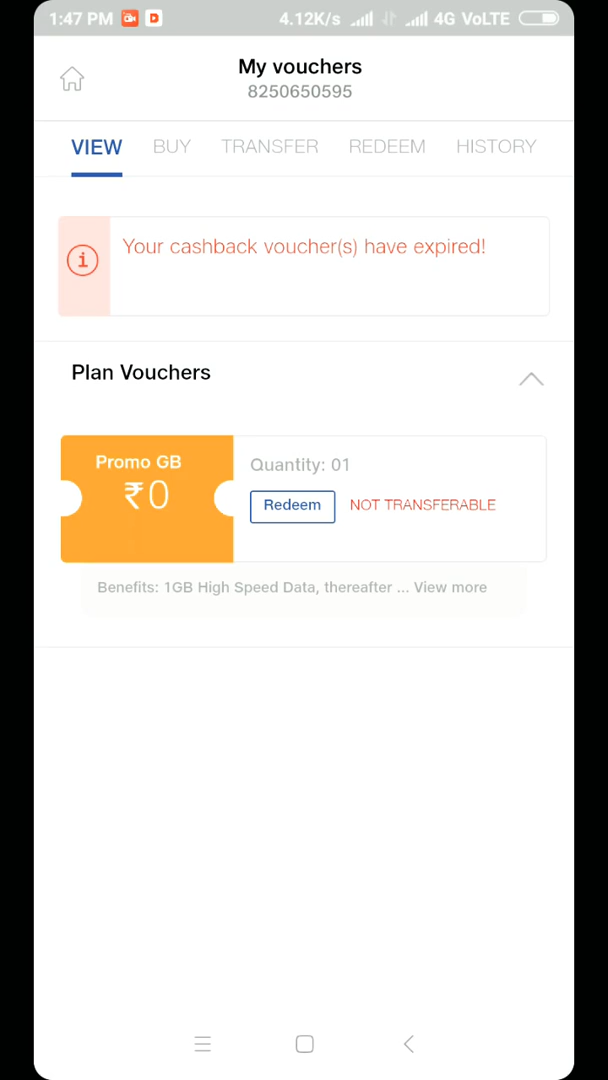 1:47 PM 4.12K/s 4G VoLTE
My vouchers
8250650595
VIEW BUY TRANSFER REDEEM HISTORY
Your cashback voucher(s) have expired!
Plan Vouchers
Promo GB
₹0
Quantity: 01
Redeem NOT TRANSFERABLE
Benefits: 1GB High Speed Data, thereafter ... View more